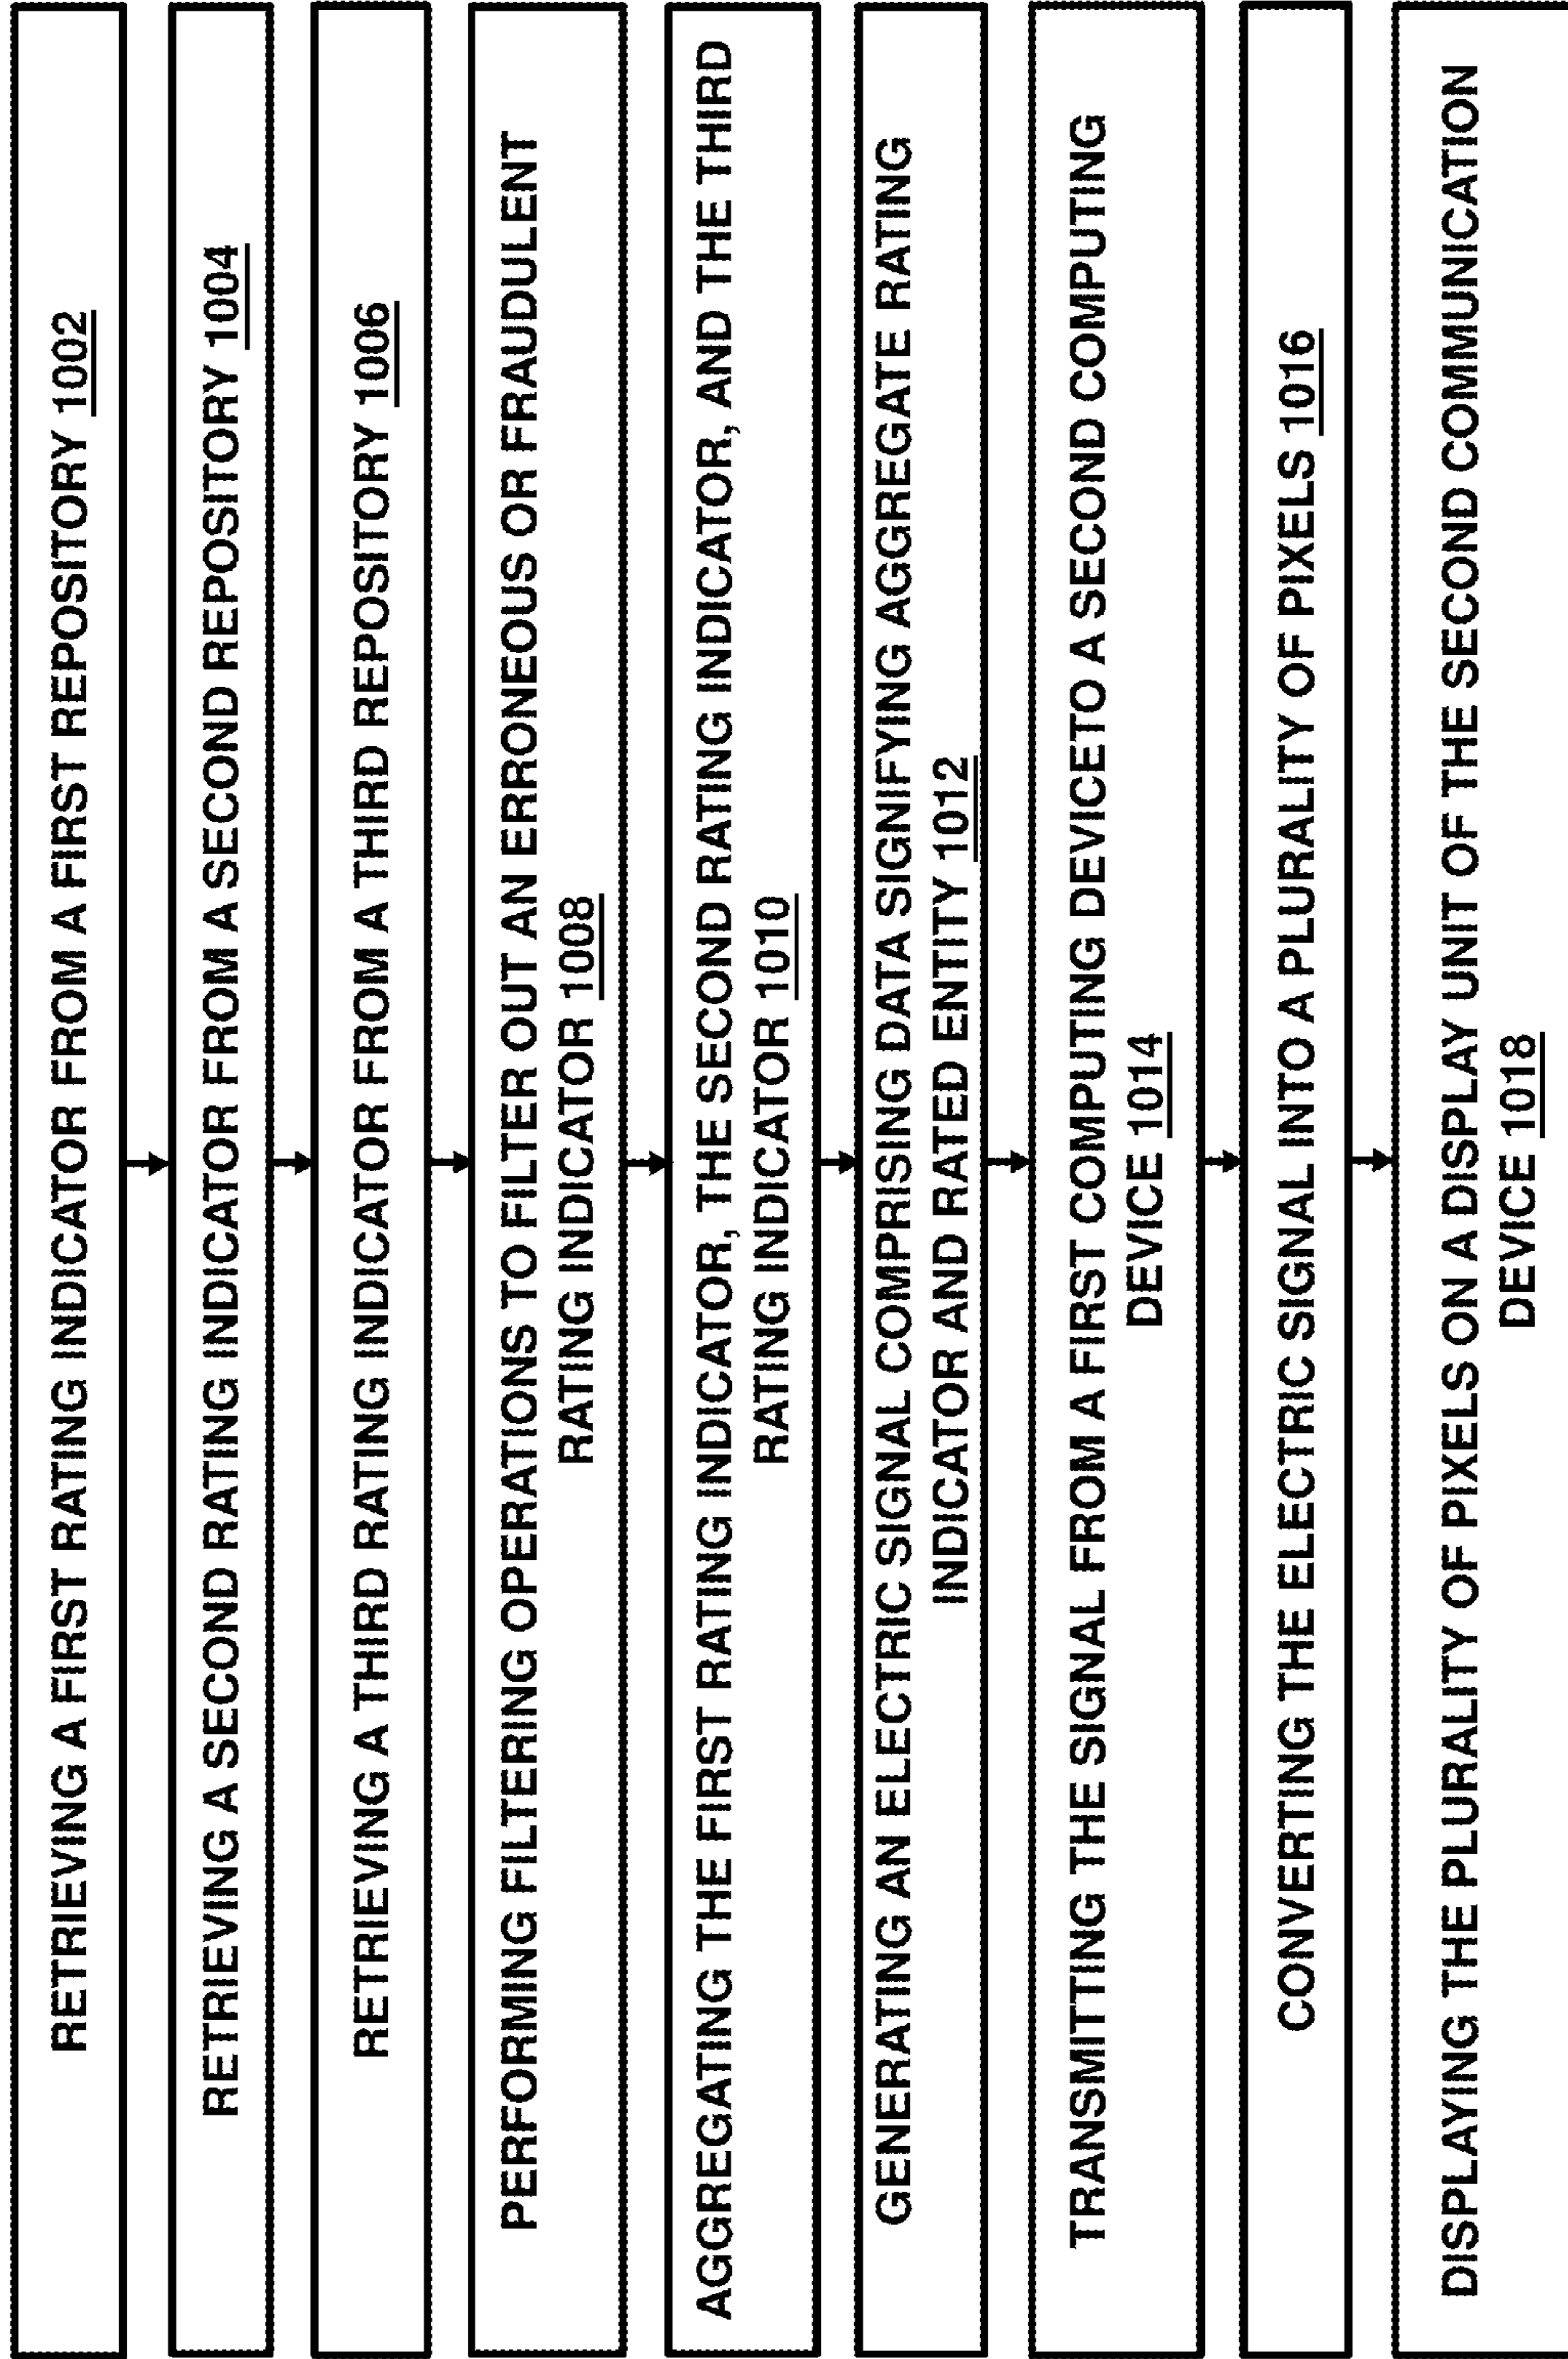 RETRIEVING A FIRST RATING INDICATOR FROM A FIRST REPOSITORY 1002
RETRIEVING A SECOND RATING INDICATOR FROM A SECOND REPOSITORY 1004
RETRIEVING A THIRD RATING INDICATOR FROM A THIRD REPOSITORY 1006
PERFORMING FILTERING OPERATIONS TO FILTER OUT AN ERRONEOUS OR FRAUDULENT
RATING INDICATOR 1008
AGGREGATING THE FIRST RATING INDICATOR, THE SECOND RATING INDICATOR, AND THE THIRD
RATING INDICATOR 1010
GENERATING AN ELECTRIC SIGNAL COMPRISING DATA SIGNIFYING AGGREGATE RATING
INDICATOR AND RATED ENTITY 1012
TRANSMITTING THE SIGNAL FROM A FIRST COMPUTING DEVICETO A SECOND COMPUTING
DEVICE 1014
CONVERTING THE ELECTRIC SIGNAL INTO A PLURALITY OF PIXELS 1016
DISPLAYING THE PLURALITY OF PIXELS ON A DISPLAY UNIT OF THE SECOND COMMUNICATION
DEVICE 1018